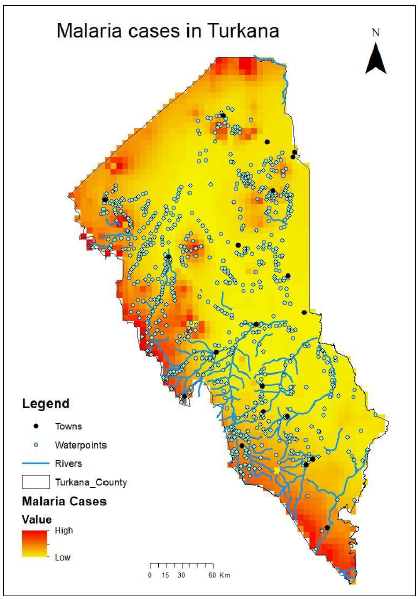 Malaria cases in Turkana
N
Legend
Towns
Waterpoints
Rivers
Turkana_County
Malaria Cases
Value
High
Low
0 15 30 60 Km